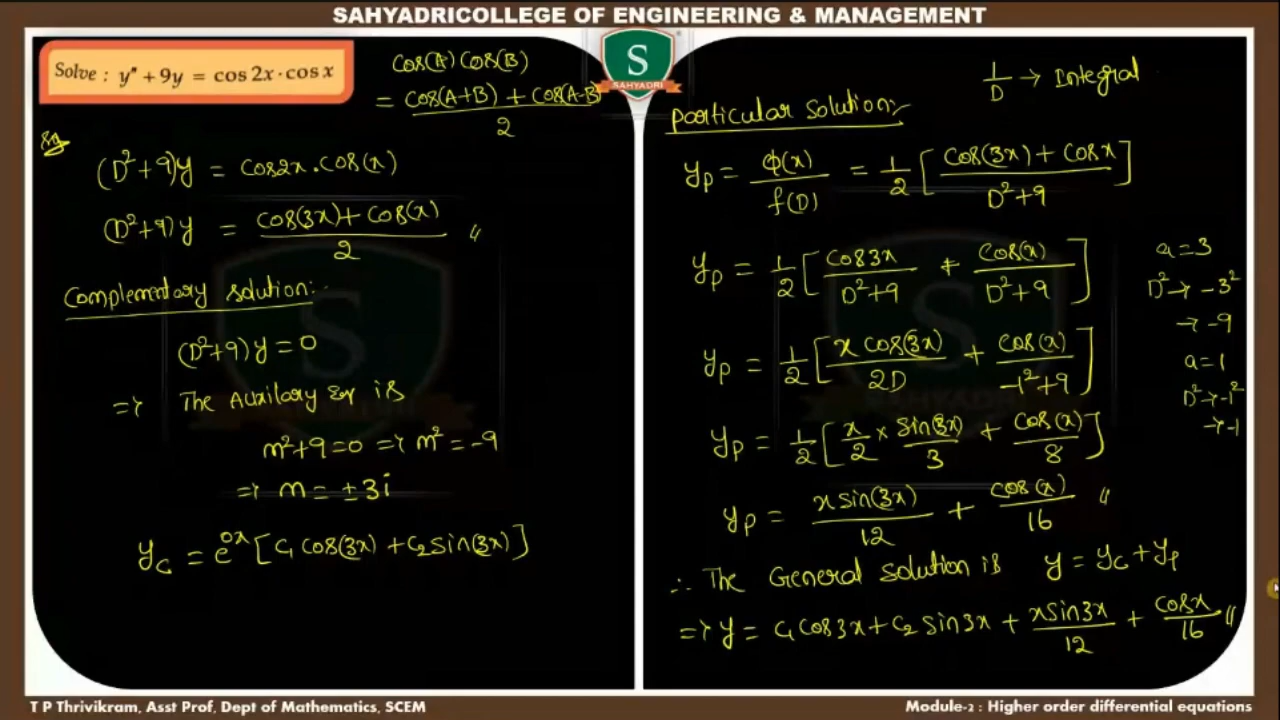 SAHYADRICOLLEGE OF ENGINEERING & MANAGEMENT
Solve : y" + 9y = cos 2x · cos x
Cos(A) Cos(B)
= Cos(A+B) + Cos(A-B) / 2
(D²+9)y = Cos2x . Cos(x)
(D²+9)y = Cos(3x) + Cos(x) / 2 "
Complementary solution:-
(D²+9)y = 0
=> The Auxilary Eqn is
m²+9=0 => m² = -9
=> m = ±3i
yc = e^0x [C1 Cos(3x) + C2 Sin(3x)]
S
SAHYADRI
1/D → Integral
Particular solution:-
yp = φ(x) / f(D) = 1/2 [Cos(3x) + Cosx / D²+9]
yp = 1/2 [Cos3x / D²+9 + Cos(x) / D²+9]
a = 3
D² → -3²
→ -9
yp = 1/2 [x Cos(3x) / 2D + Cos(x) / -1²+9]
a = 1
D² → -1²
→ -1
yp = 1/2 [x/2 × Sin(3x)/3 + Cos(x)/8]
yp = x Sin(3x) / 12 + Cos(x) / 16 "
∴ The General solution is y = yc + yp
=> y = C1 Cos3x + C2 Sin3x + xSin3x / 12 + Cosx / 16 "
T P Thrivikram, Asst Prof, Dept of Mathematics, SCEM
Module-2 : Higher order differential equations